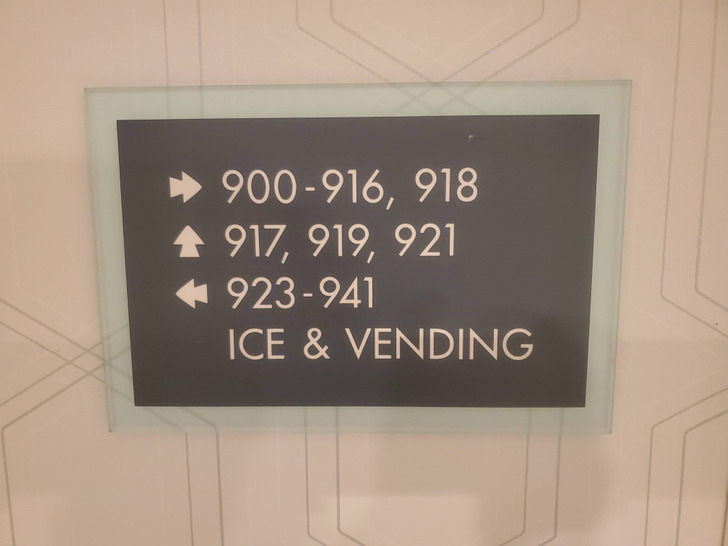 900-916, 918
917, 919, 921
923-941
ICE & VENDING